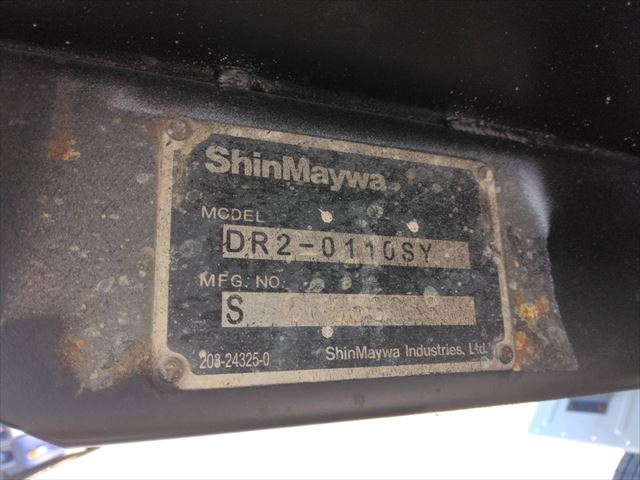 ShinMaywa
MODEL
DR2-0110SY
MFG. NO.
S
203-24325-0
ShinMaywa Industries, Ltd.